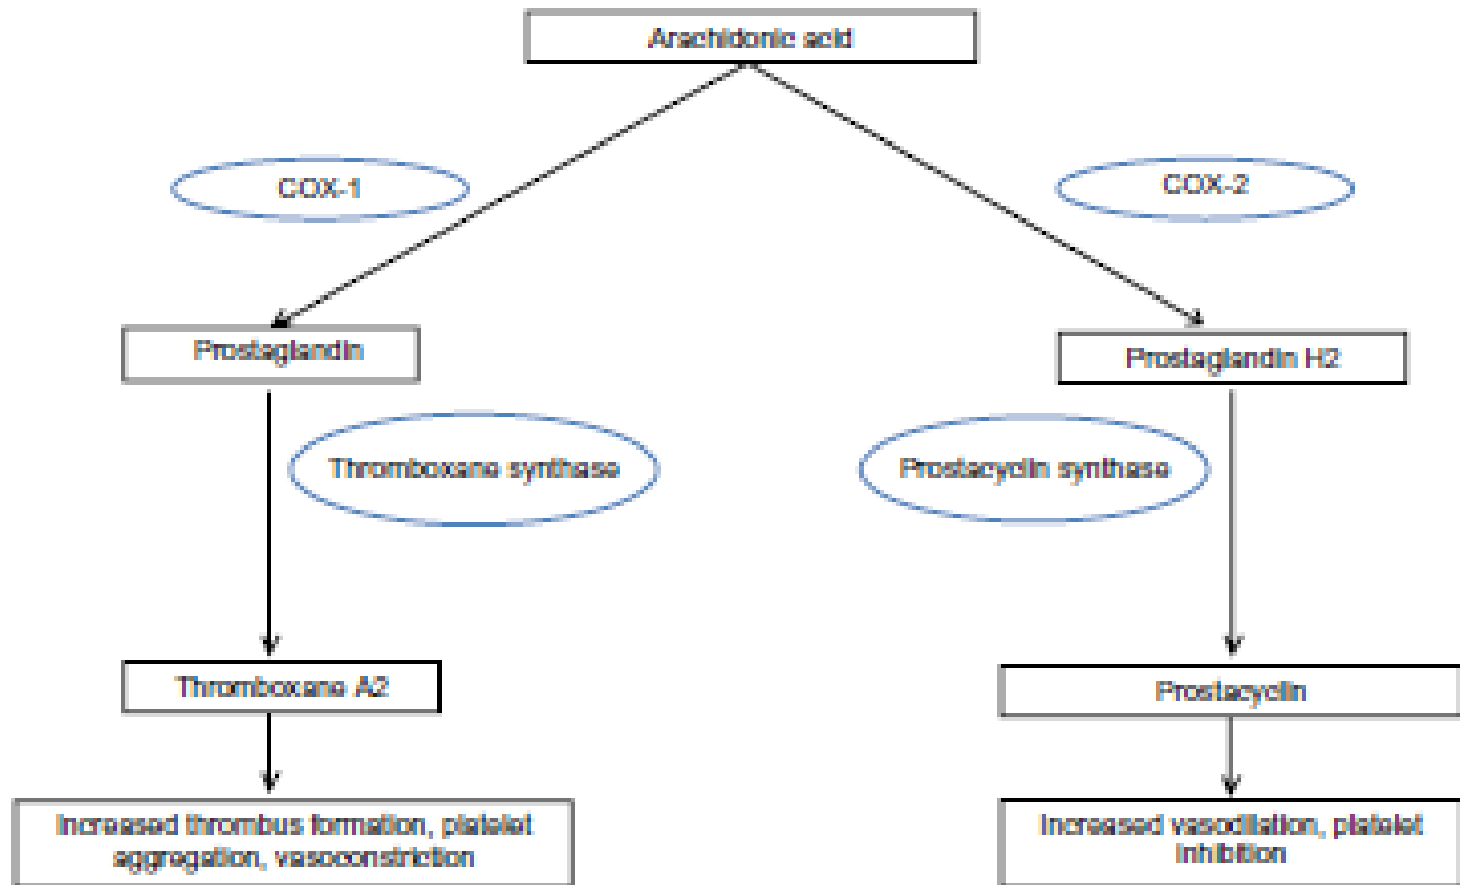 Arachidonic acid
COX-1
COX-2
Prostaglandin
Prostaglandin H2
Thromboxane synthase
Prostacyclin synthase
Thromboxane A2
Prostacyclin
Increased thrombus formation, platelet
aggregation, vasoconstriction
Increased vasodilation, platelet
inhibition